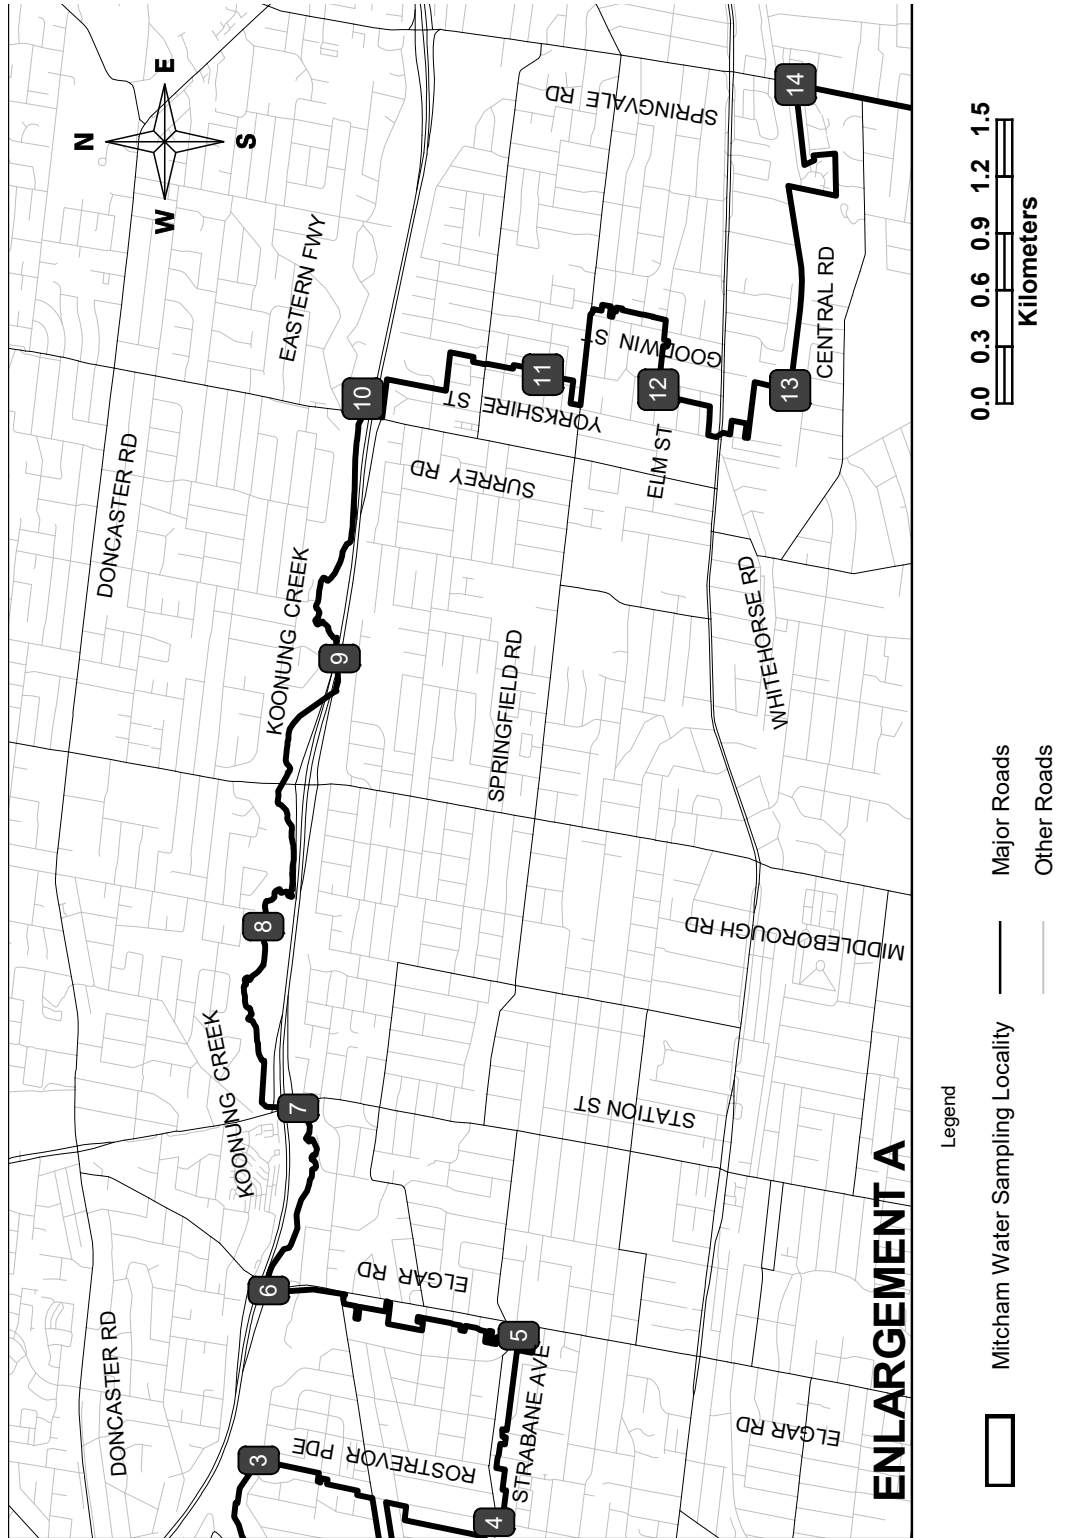 N
E
S
W
DONCASTER RD
EASTERN FWY
SPRINGVALE RD
14
10
11
GOODWIN ST
12
13
CENTRAL RD
YORKSHIRE ST
ELM ST
SURREY RD
KOONUNG CREEK
9
SPRINGFIELD RD
WHITEHORSE RD
8
MIDDLEBOROUGH RD
KOONUNG CREEK
7
STATION ST
6
ELGAR RD
5
STRABANE AVE
DONCASTER RD
3
ROSTREVOR PDE
4
ELGAR RD
ENLARGEMENT A
0.0 0.3 0.6 0.9 1.2 1.5
Kilometers
Legend
Mitcham Water Sampling Locality
Major Roads
Other Roads